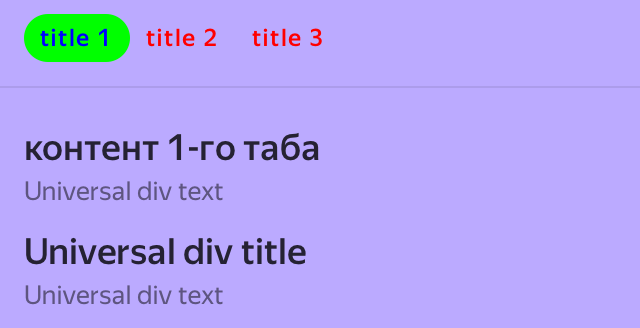 title 1 title 2 title 3
контент 1-го таба
Universal div text
Universal div title
Universal div text